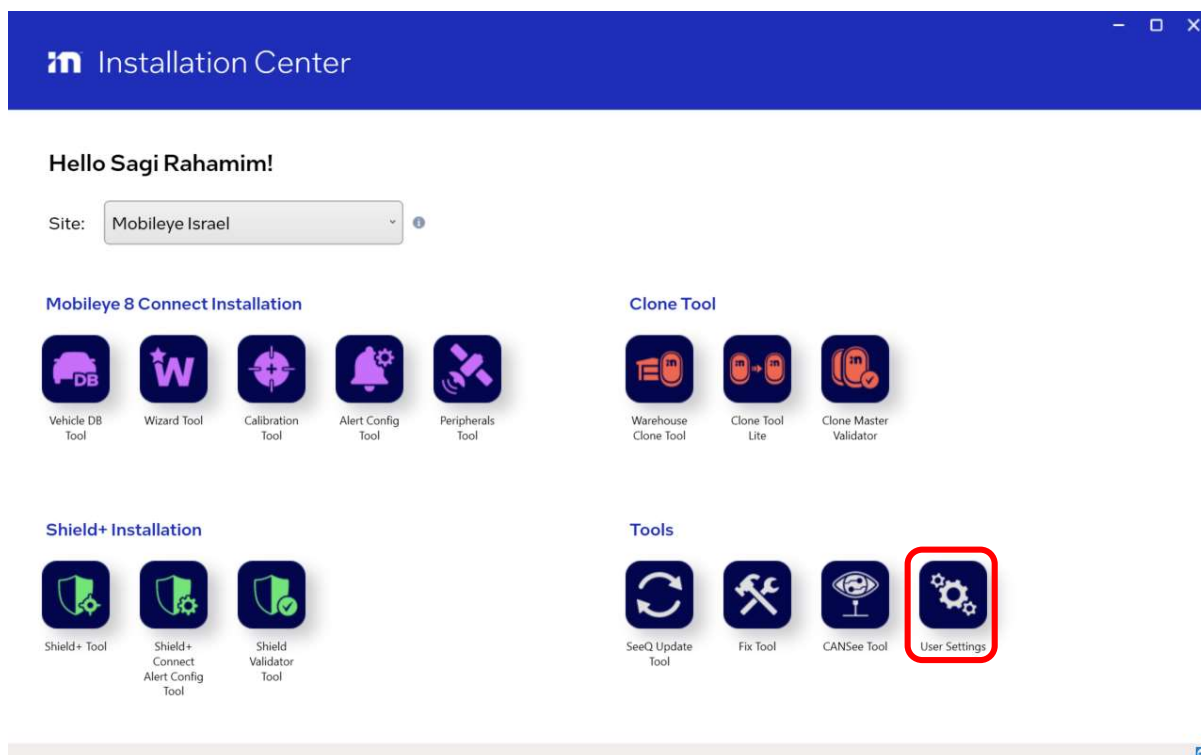 Installation Center
Hello Sagi Rahamim!
Site: Mobileye Israel
Mobileye 8 Connect Installation
Vehicle DB
Tool
Wizard Tool
Calibration
Tool
Alert Config
Tool
Peripherals
Tool
Clone Tool
Warehouse
Clone Tool
Clone Tool
Lite
Clone Master
Validator
Shield+ Installation
Shield+ Tool
Shield+
Connect
Alert Config
Tool
Shield
Validator
Tool
Tools
SeeQ Update
Tool
Fix Tool
CANSee Tool
User Settings